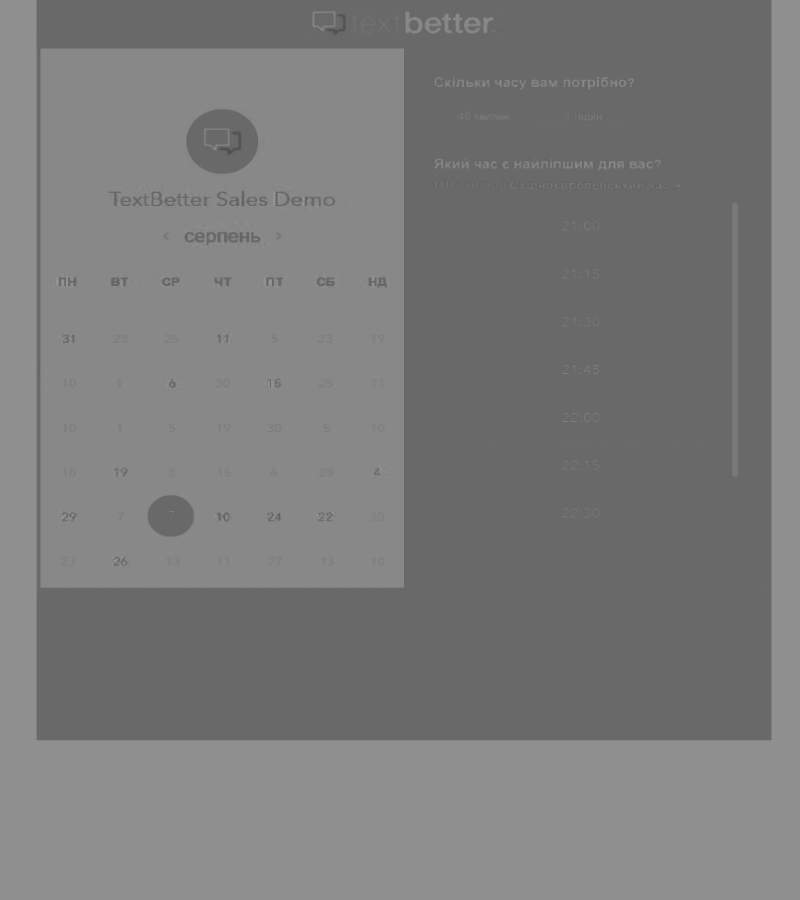 textbetter
TextBetter Sales Demo
‹ серпень ›
ПН ВТ СР ЧТ ПТ СБ НД
31 28 25 11 5 23 19
10 1 6 30 15 25 11
10 1 5 19 30 5 10
10 19 3 15 6 28 4
29 7 10 24 22 30
23 26 13 11 27 13 10
Скільки часу вам потрібно?
40 хвилин 1 годин
Який час є найліпшим для вас?
Східноєвропейський час
21:00
21:15
21:30
21:45
22:00
22:15
22:30